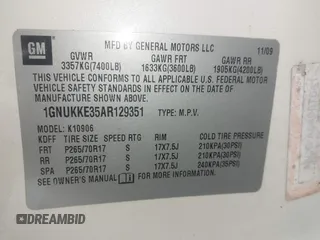 GM
MFD BY GENERAL MOTORS LLC 11/09
GVWR GAWR FRT GAWR RR
3357KG(7400LB) 1633KG(3600LB) 1905KG(4200LB)
THIS VEHICLE CONFORMS TO ALL APPLICABLE U.S. FEDERAL MOTOR
VEHICLE SAFETY STANDARDS IN EFFECT ON THE DATE OF
MANUFACTURE SHOWN ABOVE.
1GNUKKE35AR129351 TYPE: M.P.V.
MODEL: K10906
KDFF TIRE SIZE SPEED RTG RIM COLD TIRE PRESSURE
FRT P265/70R17 S 17X7.5J 210KPA(30PSI)
RR P265/70R17 S 17X7.5J 210KPA(30PSI)
SPA P265/70R17 S 17X7.5J 240KPA(35PSI)
SEE OWNER'S MANUAL FOR ADDITIONAL INFORMATION
@DREAMBID